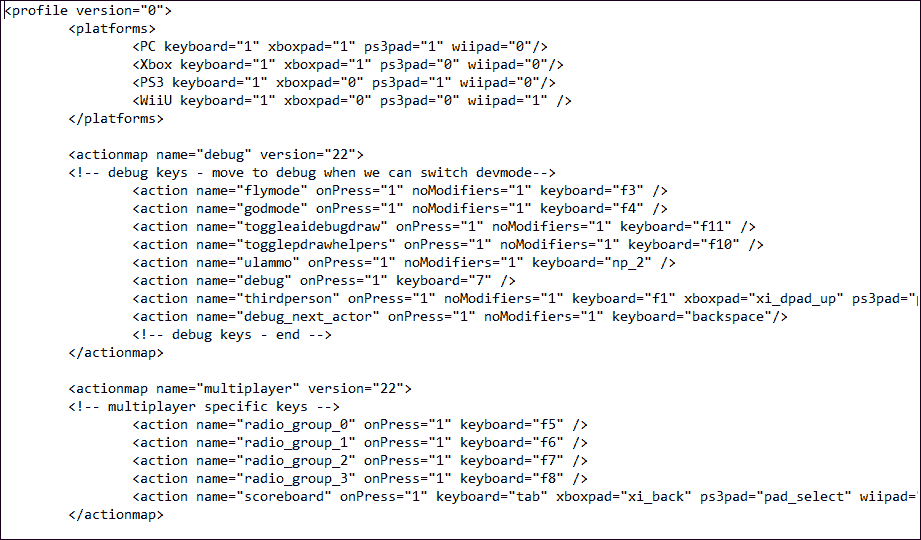 <profile version="0">
<platforms>
<PC keyboard="1" xboxpad="1" ps3pad="1" wiipad="0"/>
<Xbox keyboard="1" xboxpad="1" ps3pad="0" wiipad="0"/>
<PS3 keyboard="1" xboxpad="0" ps3pad="1" wiipad="0"/>
<WiiU keyboard="1" xboxpad="0" ps3pad="0" wiipad="1" />
</platforms>
<actionmap name="debug" version="22">
<!-- debug keys - move to debug when we can switch devmode-->
<action name="flymode" onPress="1" noModifiers="1" keyboard="f3" />
<action name="godmode" onPress="1" noModifiers="1" keyboard="f4" />
<action name="toggleaidebugdraw" onPress="1" noModifiers="1" keyboard="f11" />
<action name="togglepdrawhelpers" onPress="1" noModifiers="1" keyboard="f10" />
<action name="ulammo" onPress="1" noModifiers="1" keyboard="np_2" />
<action name="debug" onPress="1" keyboard="7" />
<action name="thirdperson" onPress="1" noModifiers="1" keyboard="f1" xboxpad="xi_dpad_up" ps3pad="
<action name="debug_next_actor" onPress="1" noModifiers="1" keyboard="backspace"/>
<!-- debug keys - end -->
</actionmap>
<actionmap name="multiplayer" version="22">
<!-- multiplayer specific keys -->
<action name="radio_group_0" onPress="1" keyboard="f5" />
<action name="radio_group_1" onPress="1" keyboard="f6" />
<action name="radio_group_2" onPress="1" keyboard="f7" />
<action name="radio_group_3" onPress="1" keyboard="f8" />
<action name="scoreboard" onPress="1" keyboard="tab" xboxpad="xi_back" ps3pad="pad_select" wiipad=
</actionmap>